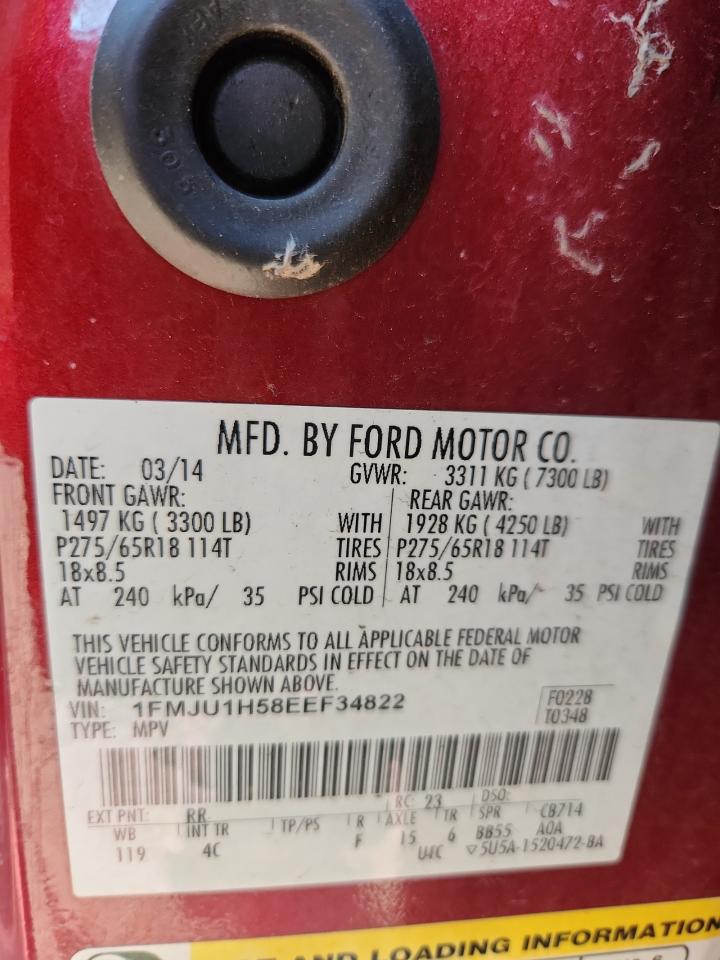 505
MFD. BY FORD MOTOR CO.
DATE: 03/14 GVWR: 3311 KG ( 7300 LB)
FRONT GAWR: REAR GAWR:
1497 KG ( 3300 LB) WITH 1928 KG ( 4250 LB) WITH
P275/65R18 114T TIRES P275/65R18 114T TIRES
18x8.5 RIMS 18x8.5 RIMS
AT 240 kPa/ 35 PSI COLD AT 240 kPa/ 35 PSI COLD
THIS VEHICLE CONFORMS TO ALL APPLICABLE FEDERAL MOTOR
VEHICLE SAFETY STANDARDS IN EFFECT ON THE DATE OF
MANUFACTURE SHOWN ABOVE.
VIN: 1FMJU1H58EEF34822 F0228
TYPE: MPV T0348
EXT PNT: RR RC: 23 DSO:
WB INT TR TP/PS R AXLE TR SPR CB714
119 4C F 15 6 BB55 AOA
U4C 5U5A-1520472-BA
AND LOADING INFORMATION